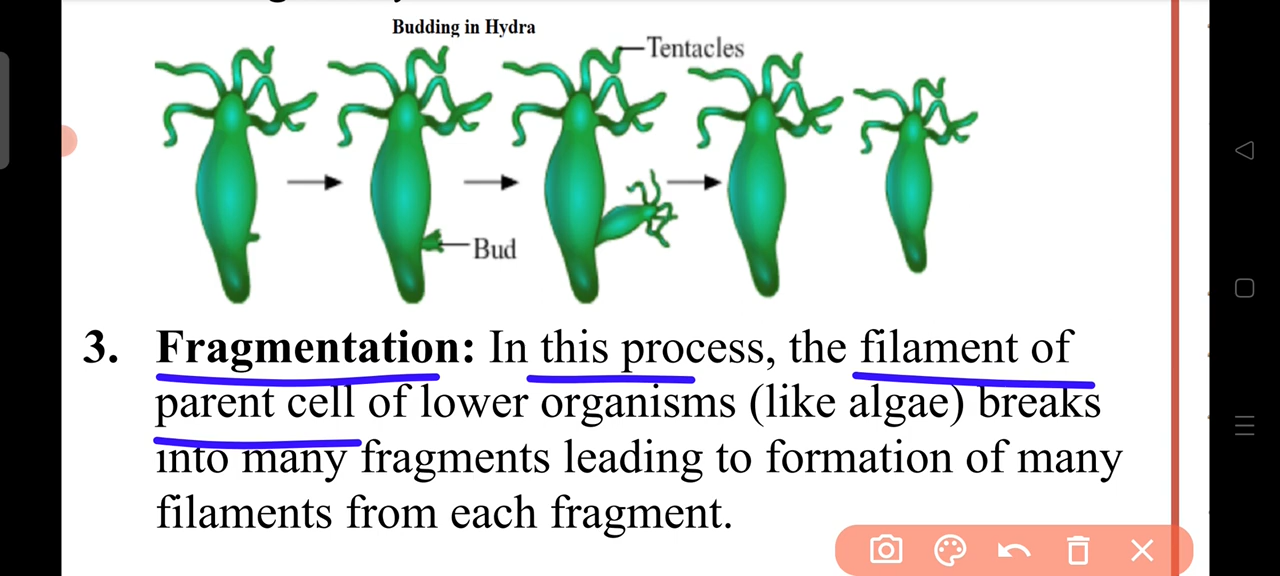 Budding in Hydra
Tentacles
Bud
3. Fragmentation: In this process, the filament of
parent cell of lower organisms (like algae) breaks
into many fragments leading to formation of many
filaments from each fragment.